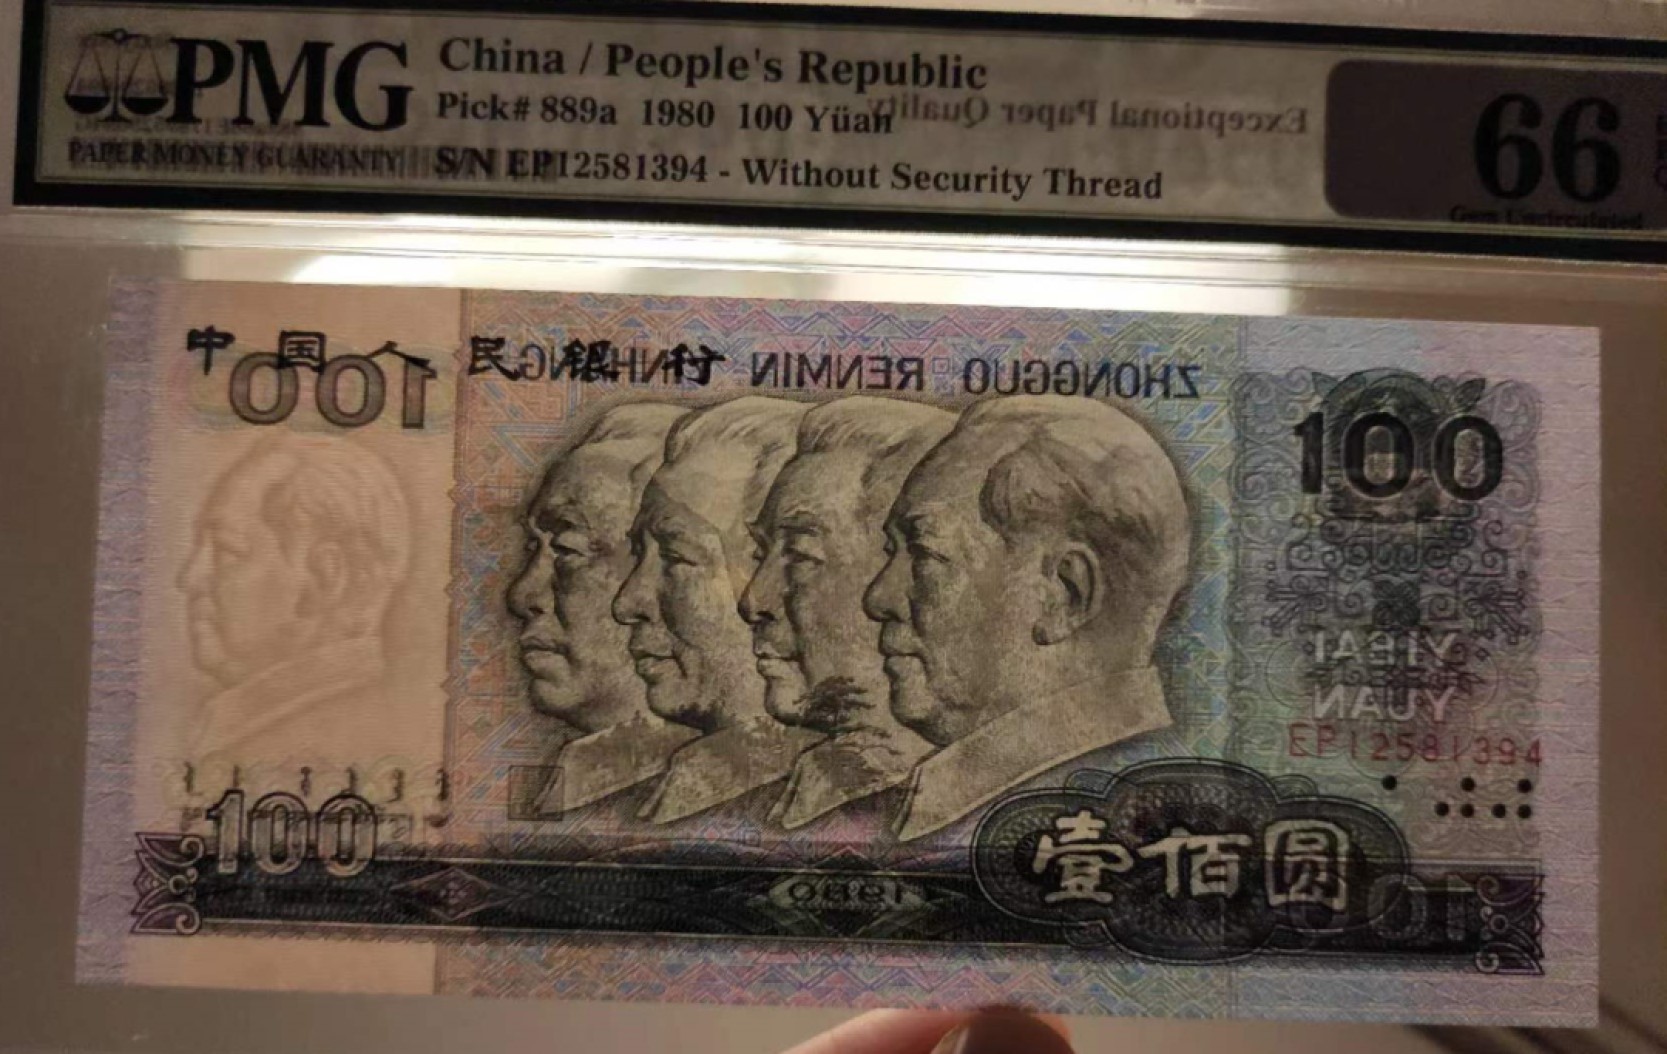 PMG
PAPER MONEY GUARANTY
China / People's Republic
Pick# 889a 1980 100 Yüan
Exceptional Paper Quality
S/N EP12581394 - Without Security Thread
66
Gem Uncirculated
中国人民银行
ZHONGGUO RENMIN
100
100
YIBAI
YUAN
EP12581394
100
1980
壹佰圆
100